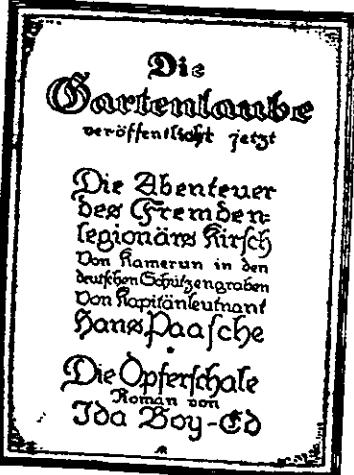 Die
Gartenlaube
veröffentlicht jetzt
Die Abenteuer
des Fremden-
legionärs Kirsch
Von Kamerun in den
deutschen Schützengraben
Von Kapitänleutnant
Hans Paasche
*
Die Opferschale
Roman von
Ida Boy-Ed